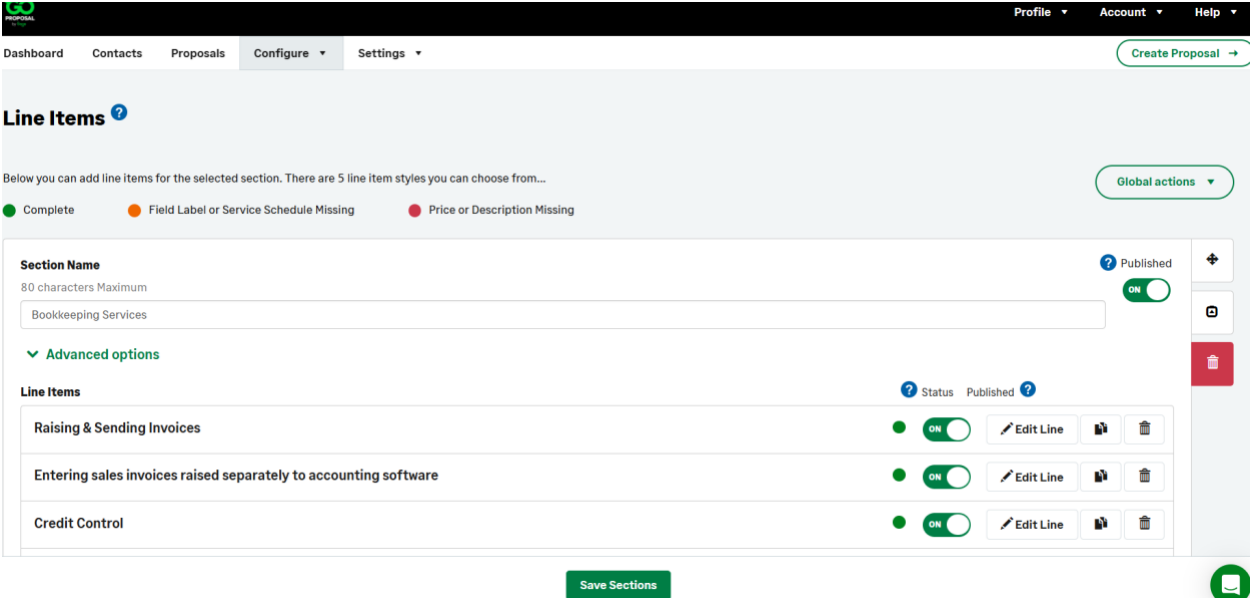 GO
PROPOSAL
by Sage
Profile Account Help
Dashboard Contacts Proposals Configure Settings Create Proposal →
Line Items ?
Below you can add line items for the selected section. There are 5 line item styles you can choose from...
Global actions
Complete Field Label or Service Schedule Missing Price or Description Missing
Section Name
? Published
80 characters Maximum
ON
Bookkeeping Services
Advanced options
Line Items ? Status Published ?
Raising & Sending Invoices ON Edit Line
Entering sales invoices raised separately to accounting software ON Edit Line
Credit Control ON Edit Line
Save Sections